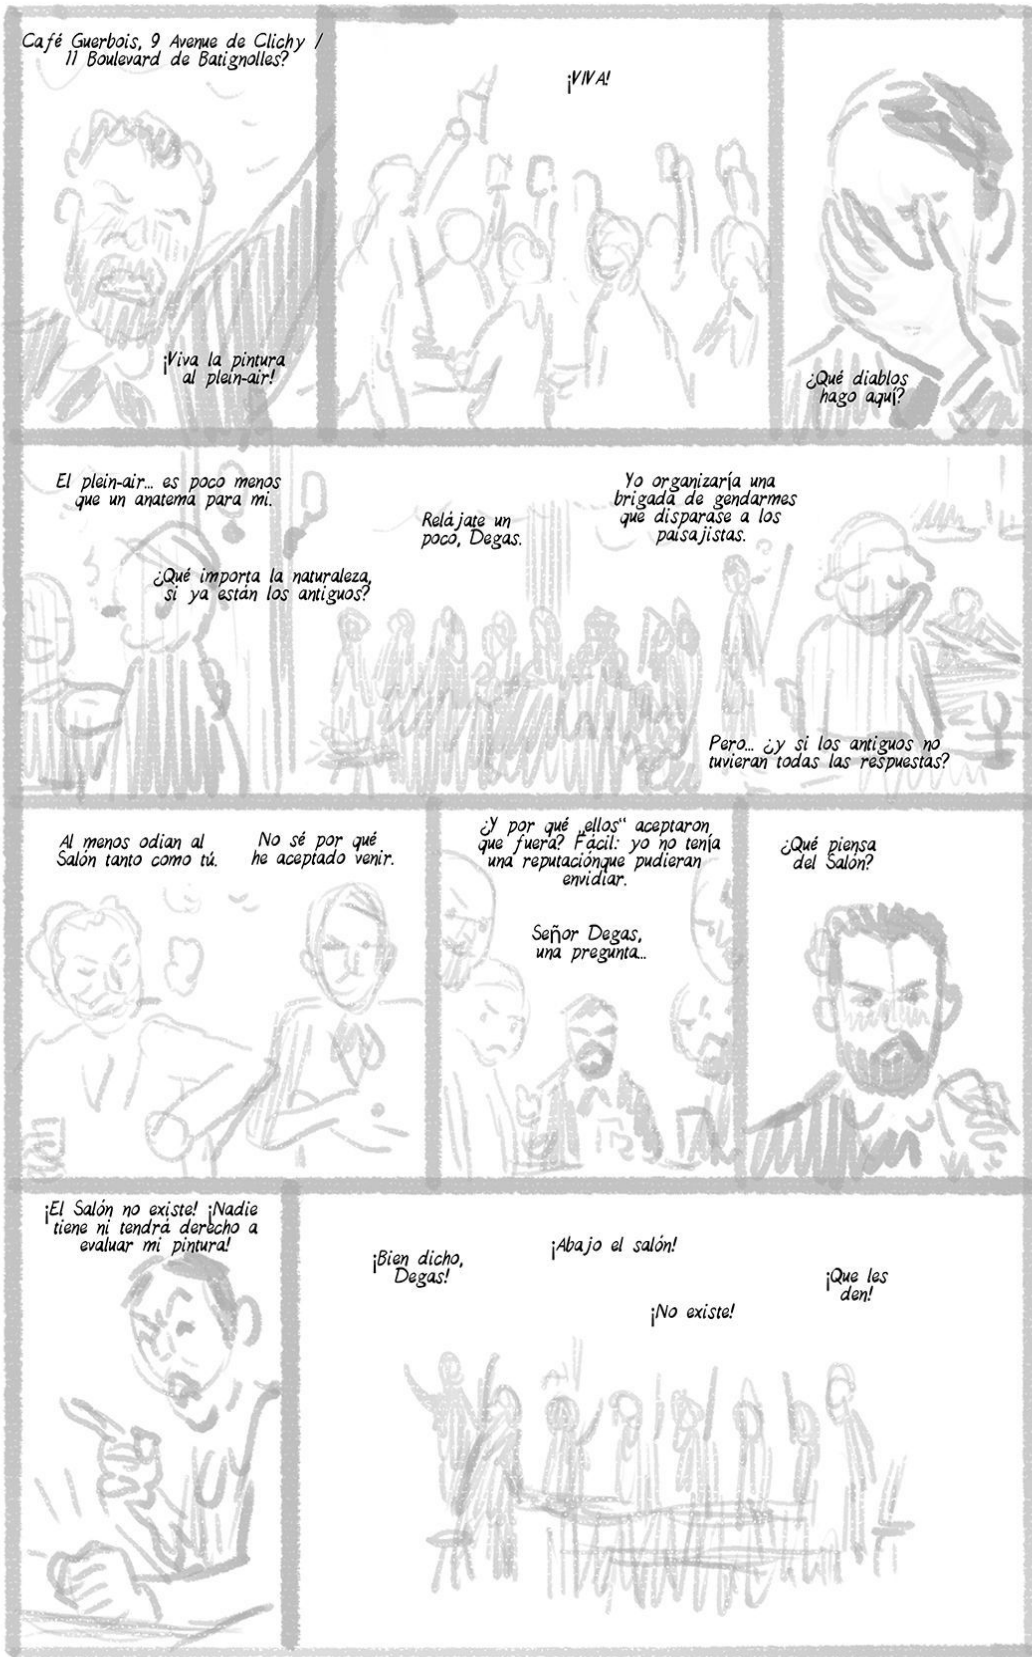 Café Guerbois, 9 Avenue de Clichy /
11 Boulevard de Batignolles?
¡Viva la pintura
al plein-air!
¡VIVA!
¿Qué diablos
hago aquí?
El plein-air... es poco menos
que un anatema para mi.
¿Qué importa la naturaleza,
si ya están los antiguos?
Relájate un
poco, Degas.
Yo organizaría una
brigada de gendarmes
que disparase a los
paisajistas.
Pero... ¿y si los antiguos no
tuvieran todas las respuestas?
Al menos odian al
Salón tanto como tú.
No sé por qué
he aceptado venir.
¿Y por qué „ellos“ aceptaron
que fuera? Fácil: yo no tenía
una reputaciónque pudieran
envidiar.
Señor Degas,
una pregunta...
¿Qué piensa
del Salón?
¡El Salón no existe! ¡Nadie
tiene ni tendrá derecho a
evaluar mi pintura!
¡Bien dicho,
Degas!
¡Abajo el salón!
¡No existe!
¡Que les
den!